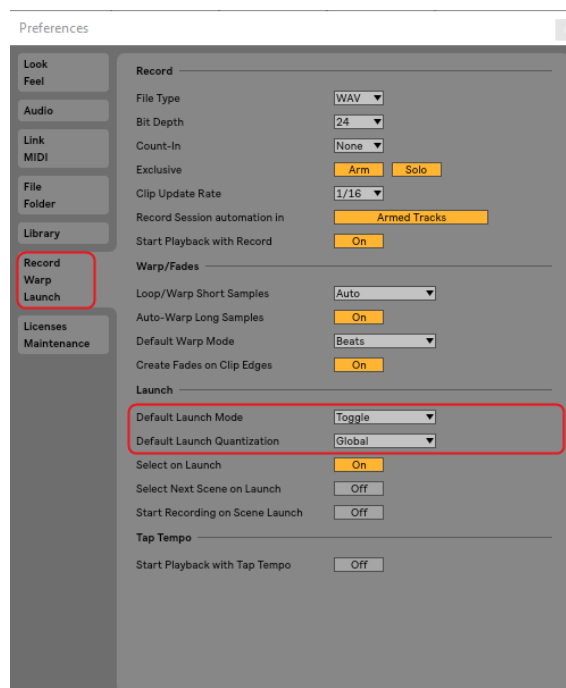 Preferences
Look
Feel
Audio
Link
MIDI
File
Folder
Library
Record
Warp
Launch
Licenses
Maintenance
Record
File Type WAV
Bit Depth 24
Count-In None
Exclusive Arm Solo
Clip Update Rate 1/16
Record Session automation in Armed Tracks
Start Playback with Record On
Warp/Fades
Loop/Warp Short Samples Auto
Auto-Warp Long Samples On
Default Warp Mode Beats
Create Fades on Clip Edges On
Launch
Default Launch Mode Toggle
Default Launch Quantization Global
Select on Launch On
Select Next Scene on Launch Off
Start Recording on Scene Launch Off
Tap Tempo
Start Playback with Tap Tempo Off